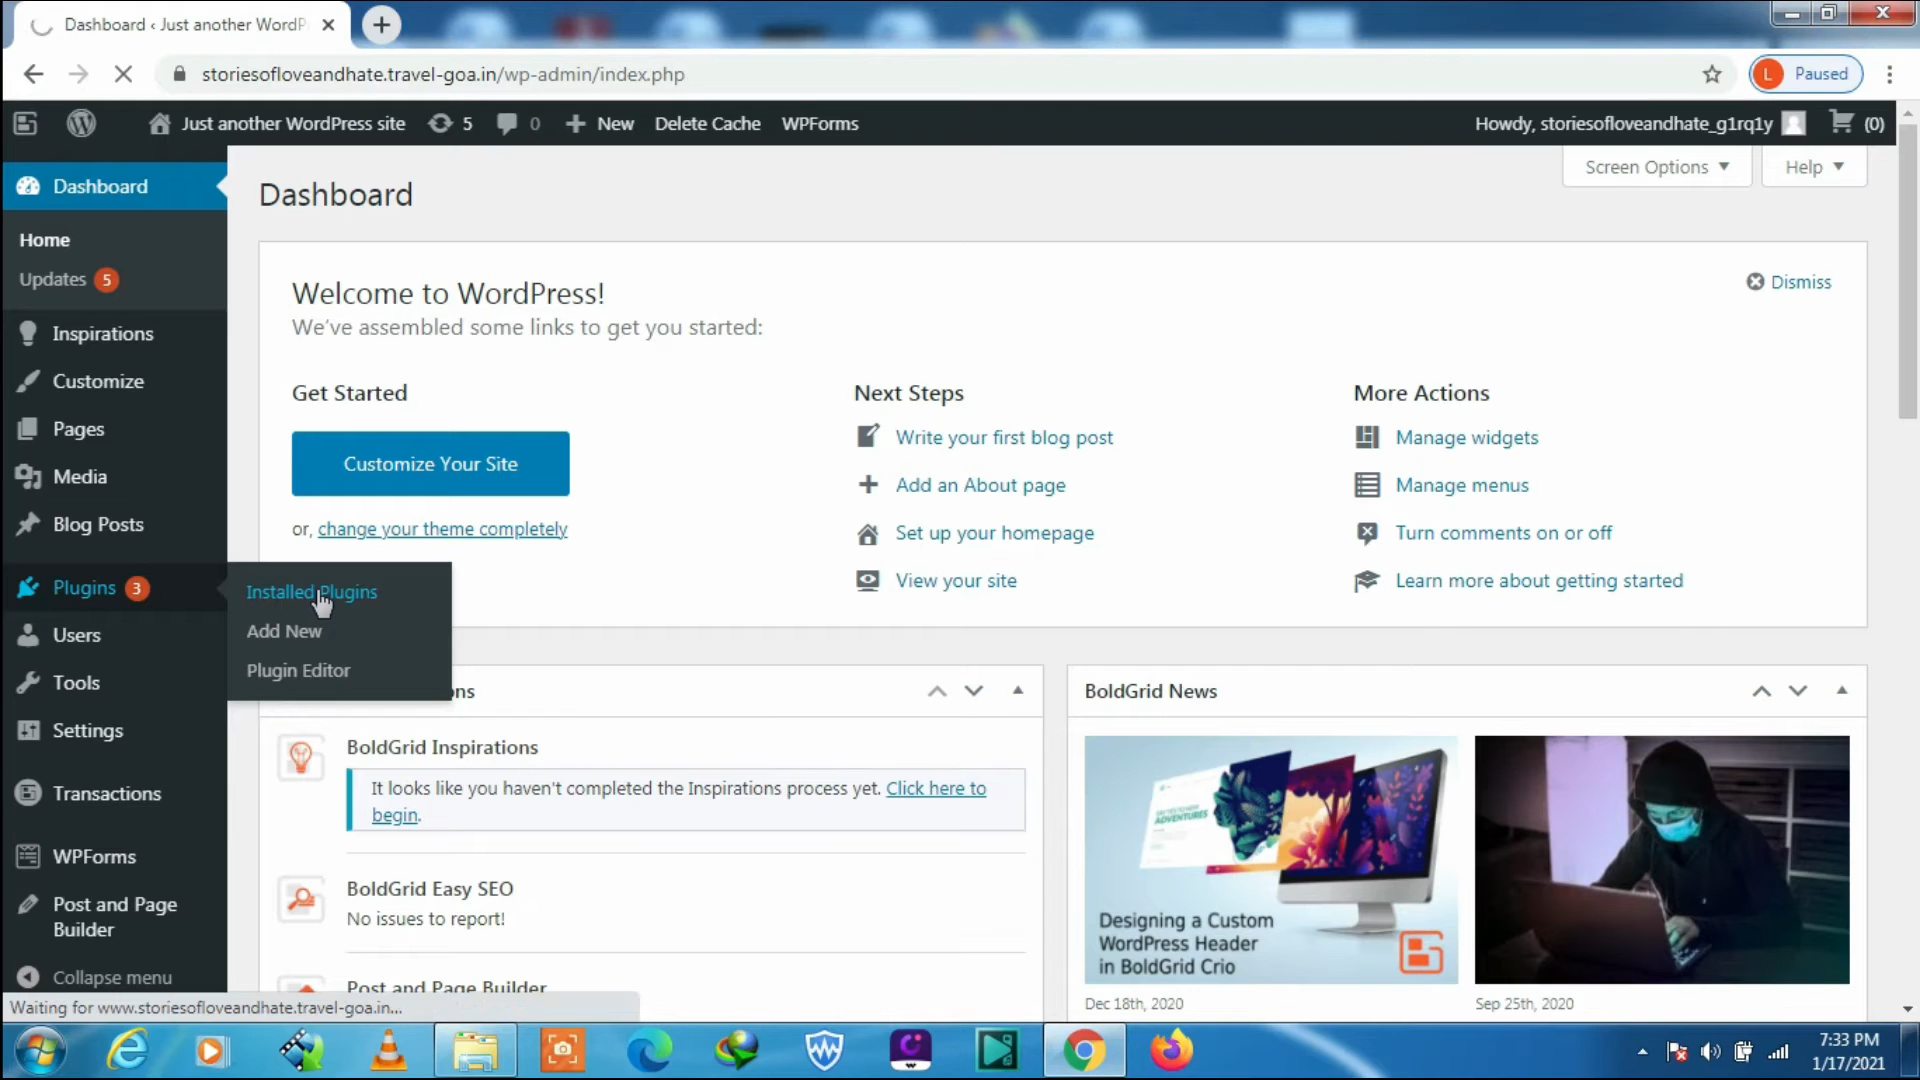 Dashboard ‹ Just another WordP
storiesofloveandhate.travel-goa.in/wp-admin/index.php
Paused
L
Just another WordPress site
5
0
New
Delete Cache
WPForms
Howdy, storiesofloveandhate_g1rq1y
(0)
Dashboard
Screen Options
Help
Dashboard
Home
Updates 5
Inspirations
Customize
Pages
Media
Blog Posts
Plugins 3
Users
Tools
Settings
Transactions
WPForms
Post and Page
Builder
Collapse menu
Installed Plugins
Add New
Plugin Editor
Welcome to WordPress!
We've assembled some links to get you started:
Dismiss
Get Started
Customize Your Site
or, change your theme completely
Next Steps
Write your first blog post
Add an About page
Set up your homepage
View your site
More Actions
Manage widgets
Manage menus
Turn comments on or off
Learn more about getting started
ons
BoldGrid Inspirations
It looks like you haven't completed the Inspirations process yet. Click here to
begin.
BoldGrid Easy SEO
No issues to report!
Post and Page Builder
BoldGrid News
ADVENTURES
Designing a Custom
WordPress Header
in BoldGrid Crio
Dec 18th, 2020
Sep 25th, 2020
Waiting for www.storiesofloveandhate.travel-goa.in...
7:33 PM
1/17/2021